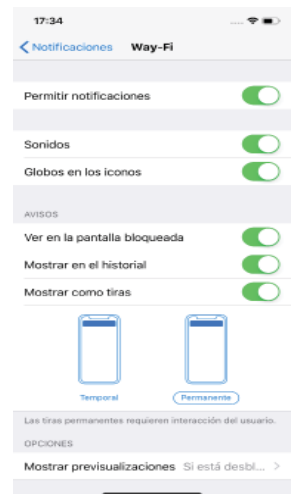 17:34
Notificaciones Way-Fi
Permitir notificaciones
Sonidos
Globos en los iconos
AVISOS
Ver en la pantalla bloqueada
Mostrar en el historial
Mostrar como tiras
Temporal Permanente
Las tiras permanentes requieren interacción del usuario.
OPCIONES
Mostrar previsualizaciones Si está desbl...